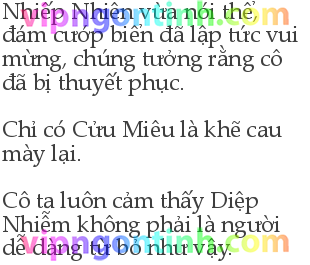 Nhiếp Nhiên vừa nói thế,
đám cướp biển đã lập tức vui
mừng, chúng tưởng rằng cô
đã bị thuyết phục.
Chỉ có Cửu Miêu là khẽ cau
mày lại.
Cô ta luôn cảm thấy Diệp
Nhiễm không phải là người
dễ dàng từ bỏ như vậy.
vipngontinh.com
vipngontinh.com